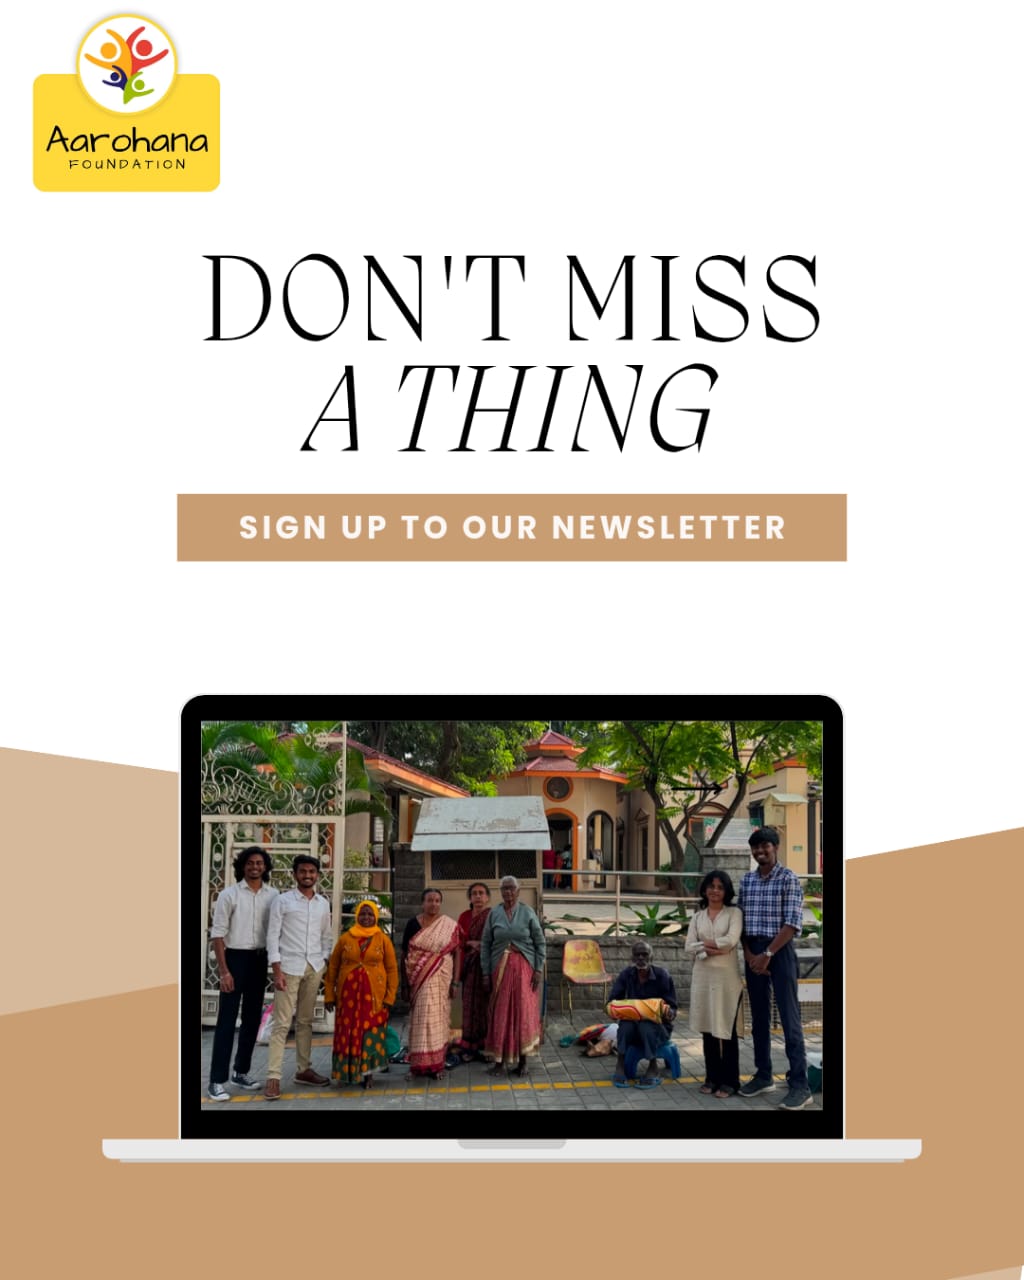 Aarohana
FOUNDATION
DON'T MISS
A THING
SIGN UP TO OUR NEWSLETTER